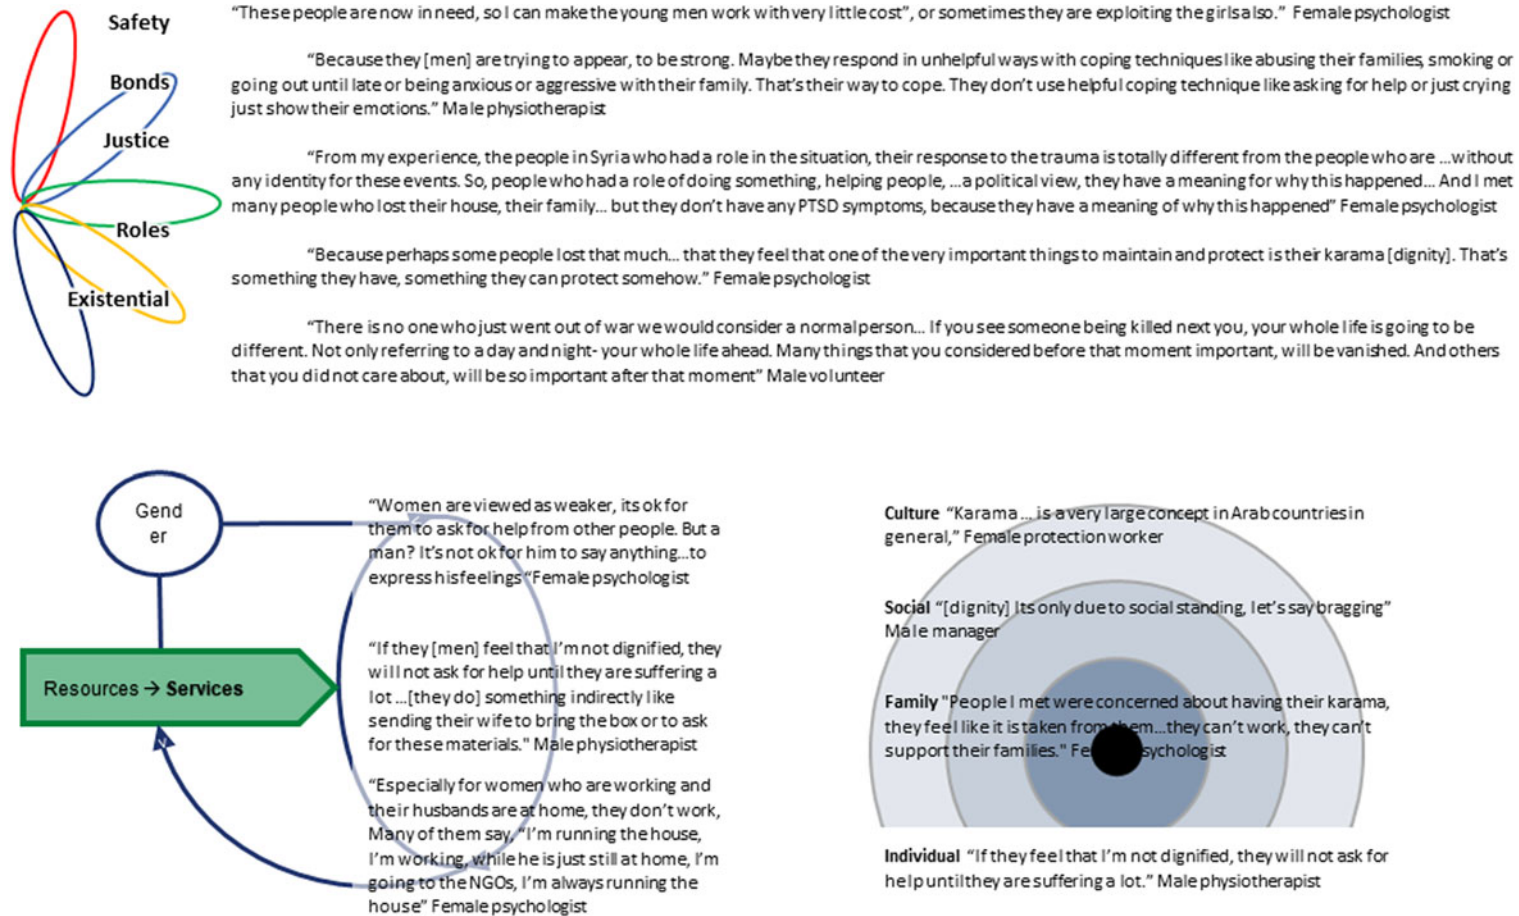 Safety
"These people are now in need, so I can make the young men work with very little cost", or sometimes they are exploiting the girls also." Female psychologist
Bonds
"Because they [men] are trying to appear, to be strong. Maybe they respond in unhelpful ways with coping techniques like abusing their families, smoking or
going out until late or being anxious or aggressive with their family. That's their way to cope. They don't use helpful coping technique like asking for help or just crying
just show their emotions." Male physiotherapist
Justice
"From my experience, the people in Syria who had a role in the situation, their response to the trauma is totally different from the people who are ...without
any identity for these events. So, people who had a role of doing something, helping people, ...a political view, they have a meaning for why this happened... And I met
many people who lost their house, their family... but they don't have any PTSD symptoms, because they have a meaning of why this happened" Female psychologist
Roles
"Because perhaps some people lost that much... that they feel that one of the very important things to maintain and protect is their karama [dignity]. That's
something they have, something they can protect somehow." Female psychologist
Existential
"There is no one who just went out of war we would consider a normal person... If you see someone being killed next you, your whole life is going to be
different. Not only referring to a day and night- your whole life ahead. Many things that you considered before that moment important, will be vanished. And others
that you did not care about, will be so important after that moment" Male volunteer
Gend
er
Resources → Services
"Women are viewed as weaker, its ok for
them to ask for help from other people. But a
man? It's not ok for him to say anything...to
express his feelings "Female psychologist
"If they [men] feel that I'm not dignified, they
will not ask for help until they are suffering a
lot ...[they do] something indirectly like
sending their wife to bring the box or to ask
for these materials." Male physiotherapist
"Especially for women who are working and
their husbands are at home, they don't work,
Many of them say, "I'm running the house,
I'm working, while he is just still at home, I'm
going to the NGOs, I'm always running the
house" Female psychologist
Culture "Karama ... is a very large concept in Arab countries in
general," Female protection worker
Social "[dignity] Its only due to social standing, let's say bragging"
Male manager
Family "People I met were concerned about having their karama,
they feel like it is taken from them...they can't work, they can't
support their families." Fe sychologist
Individual "If they feel that I'm not dignified, they will not ask for
help until they are suffering a lot." Male physiotherapist